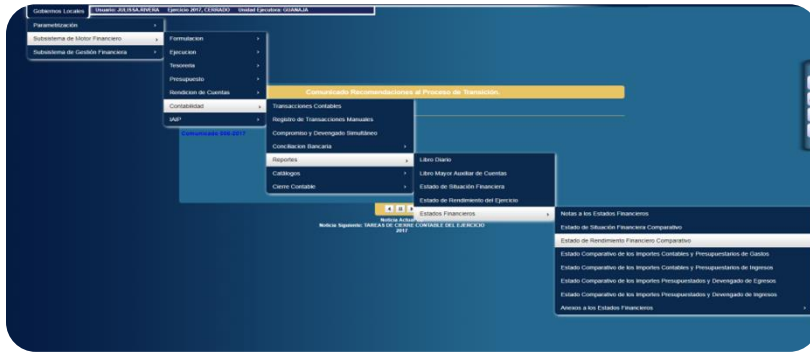 Gobiernos Locales
Usuario: JULISSA.RIVERA Ejercicio 2017, CERRADO Unidad Ejecutora: GUANAJA
Parametrización
Subsistema de Motor Financiero
Subsistema de Gestión Financiera
Formulacion
Ejecucion
Tesoreria
Presupuesto
Rendicion de Cuentas
Contabilidad
IAIP
Comunicado Recomendaciones al Proceso de Transición.
Transacciones Contables
Registro de Transacciones Manuales
Compromiso y Devengado Simultáneo
Conciliacion Bancaria
Reportes
Catálogos
Cierre Contable
Libro Diario
Libro Mayor Auxiliar de Cuentas
Estado de Situación Financiera
Estado de Rendimiento del Ejercicio
Estados Financieros
Notas a los Estados Financieros
Estado de Situación Financiera Comparativo
Estado de Rendimiento Financiero Comparativo
Estado Comparativo de los Importes Contables y Presupuestarios de Gastos
Estado Comparativo de los Importes Contables y Presupuestarios de Ingresos
Estado Comparativo de los Importes Presupuestados y Devengado de Egresos
Estado Comparativo de los Importes Presupuestados y Devengado de Ingresos
Anexos a los Estados Financieros
Noticia Actual
Noticia Siguiente: TAREAS DE CIERRE CONTABLE DEL EJERCICIO
2017